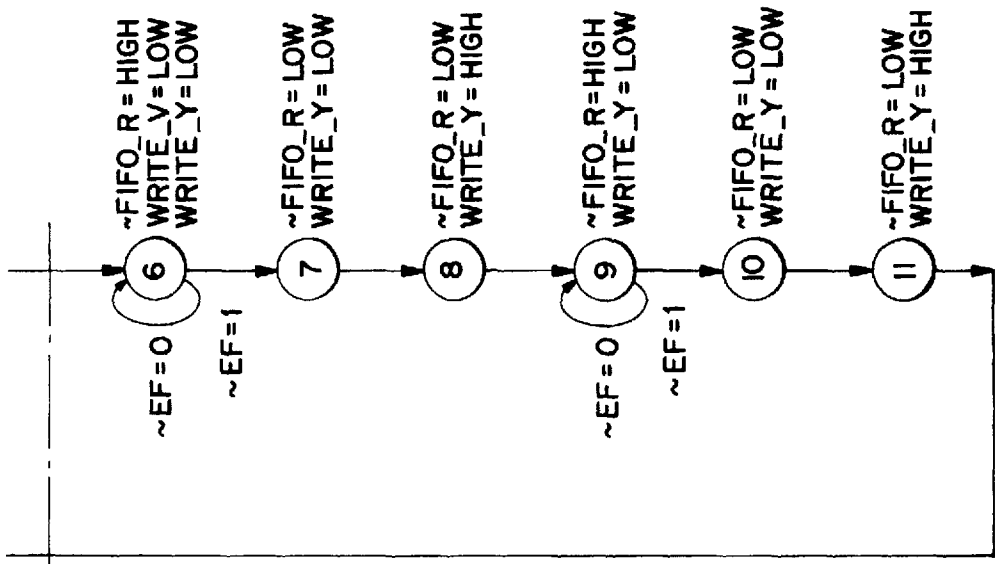 ~FIFO_R = HIGH
WRITE_V = LOW
WRITE_Y = LOW
6
~EF = 0
~EF = 1
~FIFO_R = LOW
WRITE_Y = LOW
7
~FIFO_R = LOW
WRITE_Y = HIGH
8
~FIFO_R = HIGH
WRITE_Y = LOW
9
~EF = 0
~EF = 1
~FIFO_R = LOW
WRITE_Y = LOW
10
~FIFO_R = LOW
WRITE_Y = HIGH
11